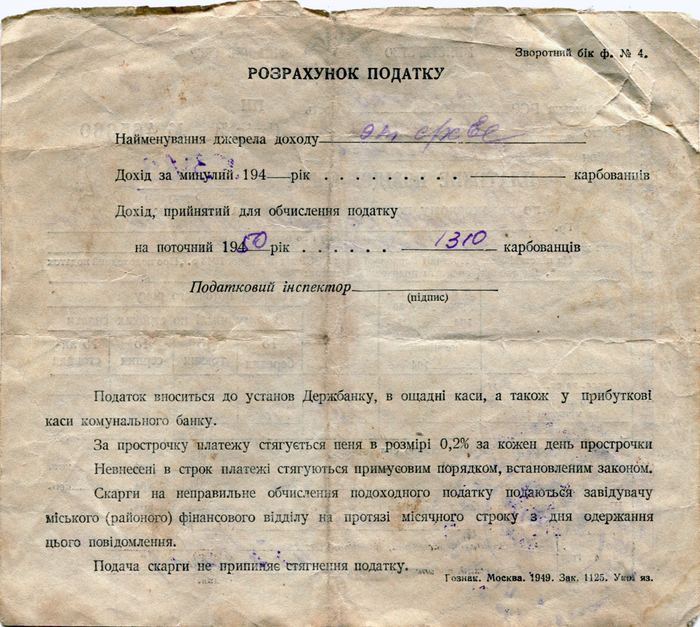 Зворотний бік ф. № 4.
РОЗРАХУНОК ПОДАТКУ
Найменування джерела доходу
Дохід за минулий 194 рік . . . . . . . . . карбованців
Дохід, прийнятий для обчислення податку
на поточний 1950 рік . . . . . . 1310 карбованців
Податковий інспектор
(підпис)
Податок вноситься до установ Держбанку, в ощадні каси, а також у прибуткові
каси комунального банку.
За прострочку платежу стягується пеня в розмірі 0,2% за кожен день прострочки
Невнесені в строк платежі стягуються примусовим порядком, встановленим законом.
Скарги на неправильне обчислення подоходного податку подаються завідувачу
міського (районого) фінансового відділу на протязі місячного строку з дня одержання
цього повідомлення.
Подача скарги не припиняє стягнення податку.
Гознак. Москва. 1949. Зак. 1125. Укр. яз.